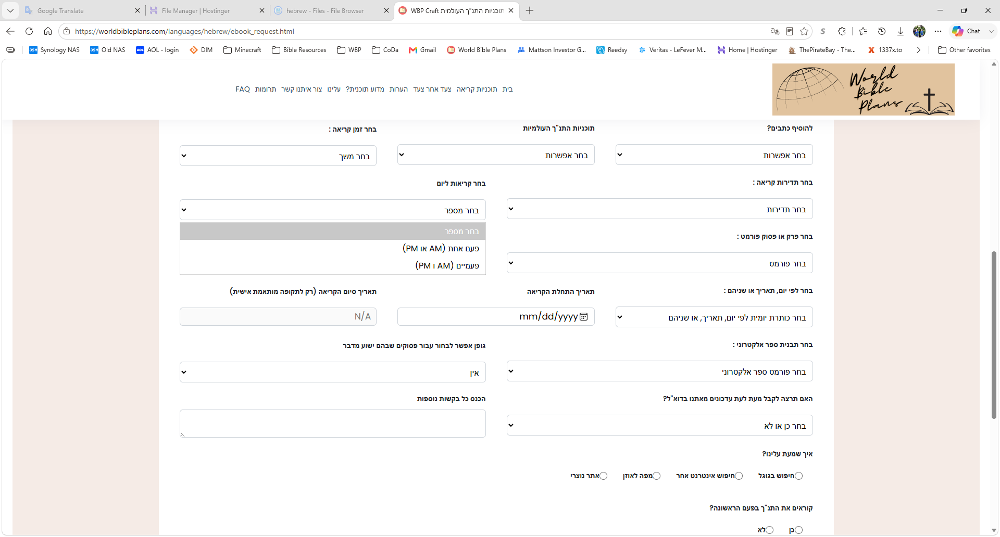 Google Translate
File Manager | Hostinger
hebrew - Files - File Browser
WBP Craft תוכניות התנ"ך העולמית
https://worldbibleplans.com/languages/hebrew/ebook_request.html
Chat
Synology NAS
Old NAS
AOL - login
DIM
Minecraft
Bible Resources
WBP
CoDa
Gmail
World Bible Plans
Mattson Investor G...
Reedsy
Veritas - LeFever M...
Home | Hostinger
ThePirateBay - The...
1337x.to
Other favorites
World
Bible
Plans
בית תוכניות קריאה צעד אחר צעד הערות מדוע תוכנית? עלינו צור איתנו קשר תרומות FAQ
להוסיף כתבים?
תוכניות התנ"ך העולמיות
בחר זמן קריאה :
בחר אפשרות
בחר אפשרות
בחר משך
בחר תדירות קריאה :
בחר קריאות ליום
בחר תדירות
בחר מספר
בחר מספר
פעם אחת (AM או PM)
פעמיים (AM ו PM)
בחר פרק או פסוק פורמט :
בחר פורמט
בחר לפי יום, תאריך או שניהם :
תאריך התחלת הקריאה
תאריך סיום הקריאה (רק לתקופה מותאמת אישית)
בחר כותרת יומית לפי יום, תאריך, או שניהם
mm/dd/yyyy
N/A
בחר תבנית ספר אלקטרוני :
גופן אפשר לבחור עבור פסוקים שבהם ישוע מדבר
בחר פורמט ספר אלקטרוני
אין
האם תרצה לקבל מעת לעת עדכונים מאתנו בדוא"ל?
הכנס כל בקשות נוספות
בחר כן או לא
איך שמעת עלינו?
חיפוש בגוגל
חיפוש אינטרנט אחר
מפה לאוזן
אתר נוצרי
קוראים את התנ"ך בפעם הראשונה?
כן
לא